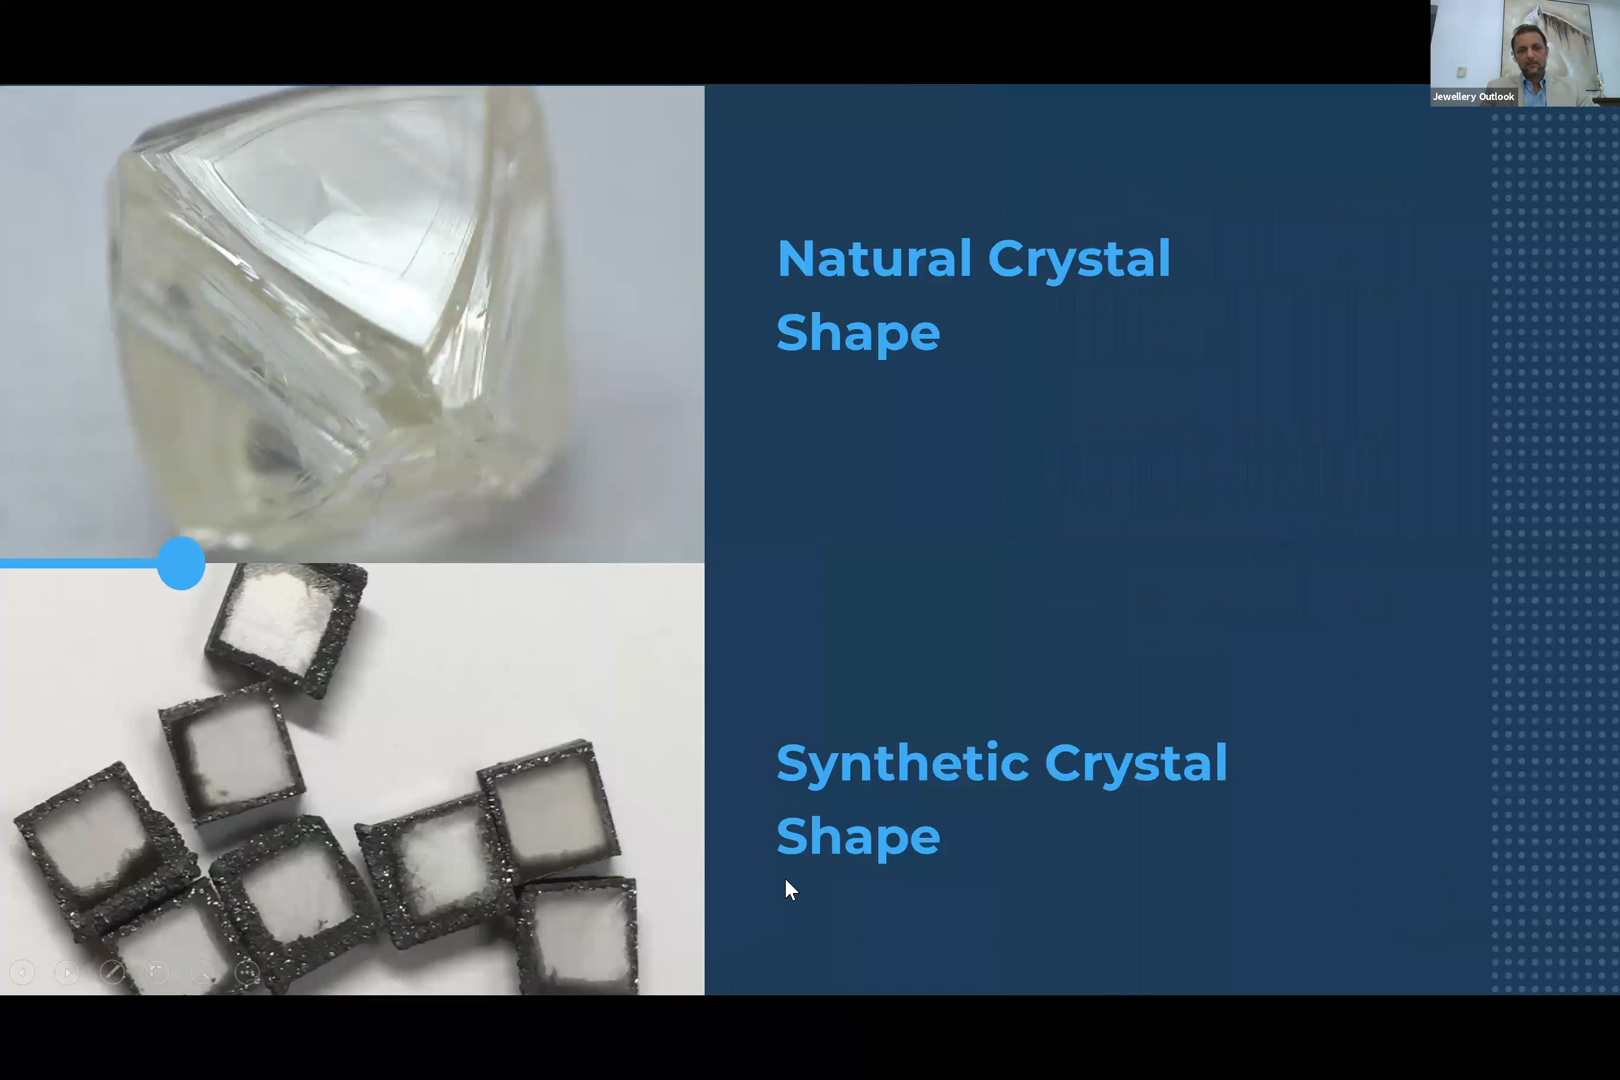 Jewellery Outlook
Natural Crystal
Shape
Synthetic Crystal
Shape